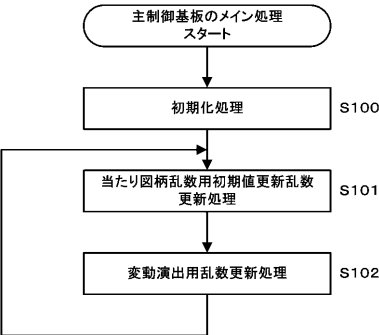 主制御基板のメイン処理
スタート
初期化処理
S100
当たり図柄乱数用初期値更新乱数
更新処理
S101
変動演出用乱数更新処理
S102